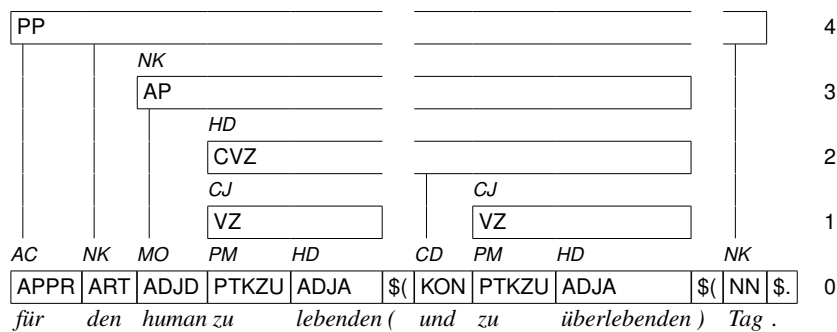 PP 4
NK
AP 3
HD
CVZ 2
CJ CJ
VZ VZ 1
AC NK MO PM HD CD PM HD NK
APPR ART ADJD PTKZU ADJA $( KON PTKZU ADJA $( NN $. 0
für den human zu lebenden ( und zu überlebenden ) Tag .